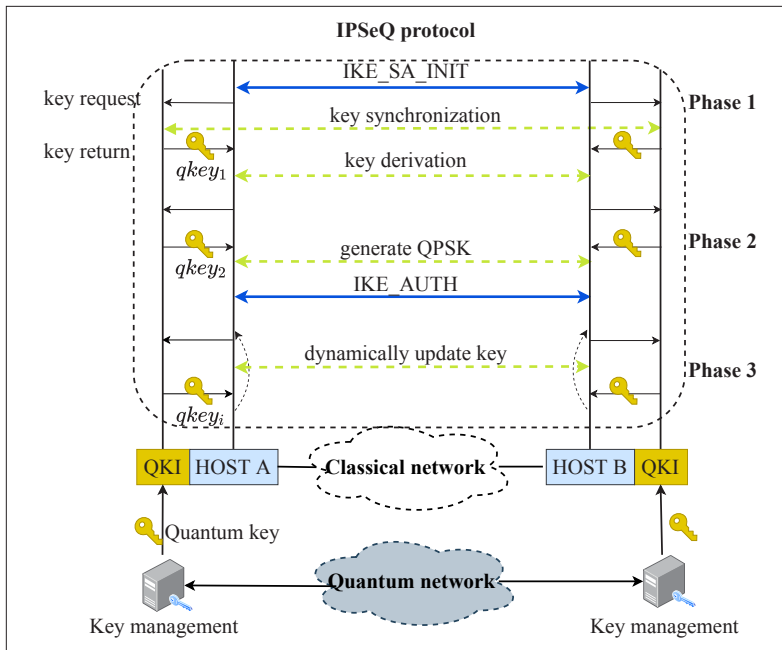 IPSeQ protocol
IKE_SA_INIT
key request
Phase 1
key synchronization
key return
key derivation
qkey₁
generate QPSK
Phase 2
qkey₂
IKE_AUTH
dynamically update key
Phase 3
qkeyᵢ
QKI HOST A Classical network HOST B QKI
Quantum key
Quantum network
Key management Key management